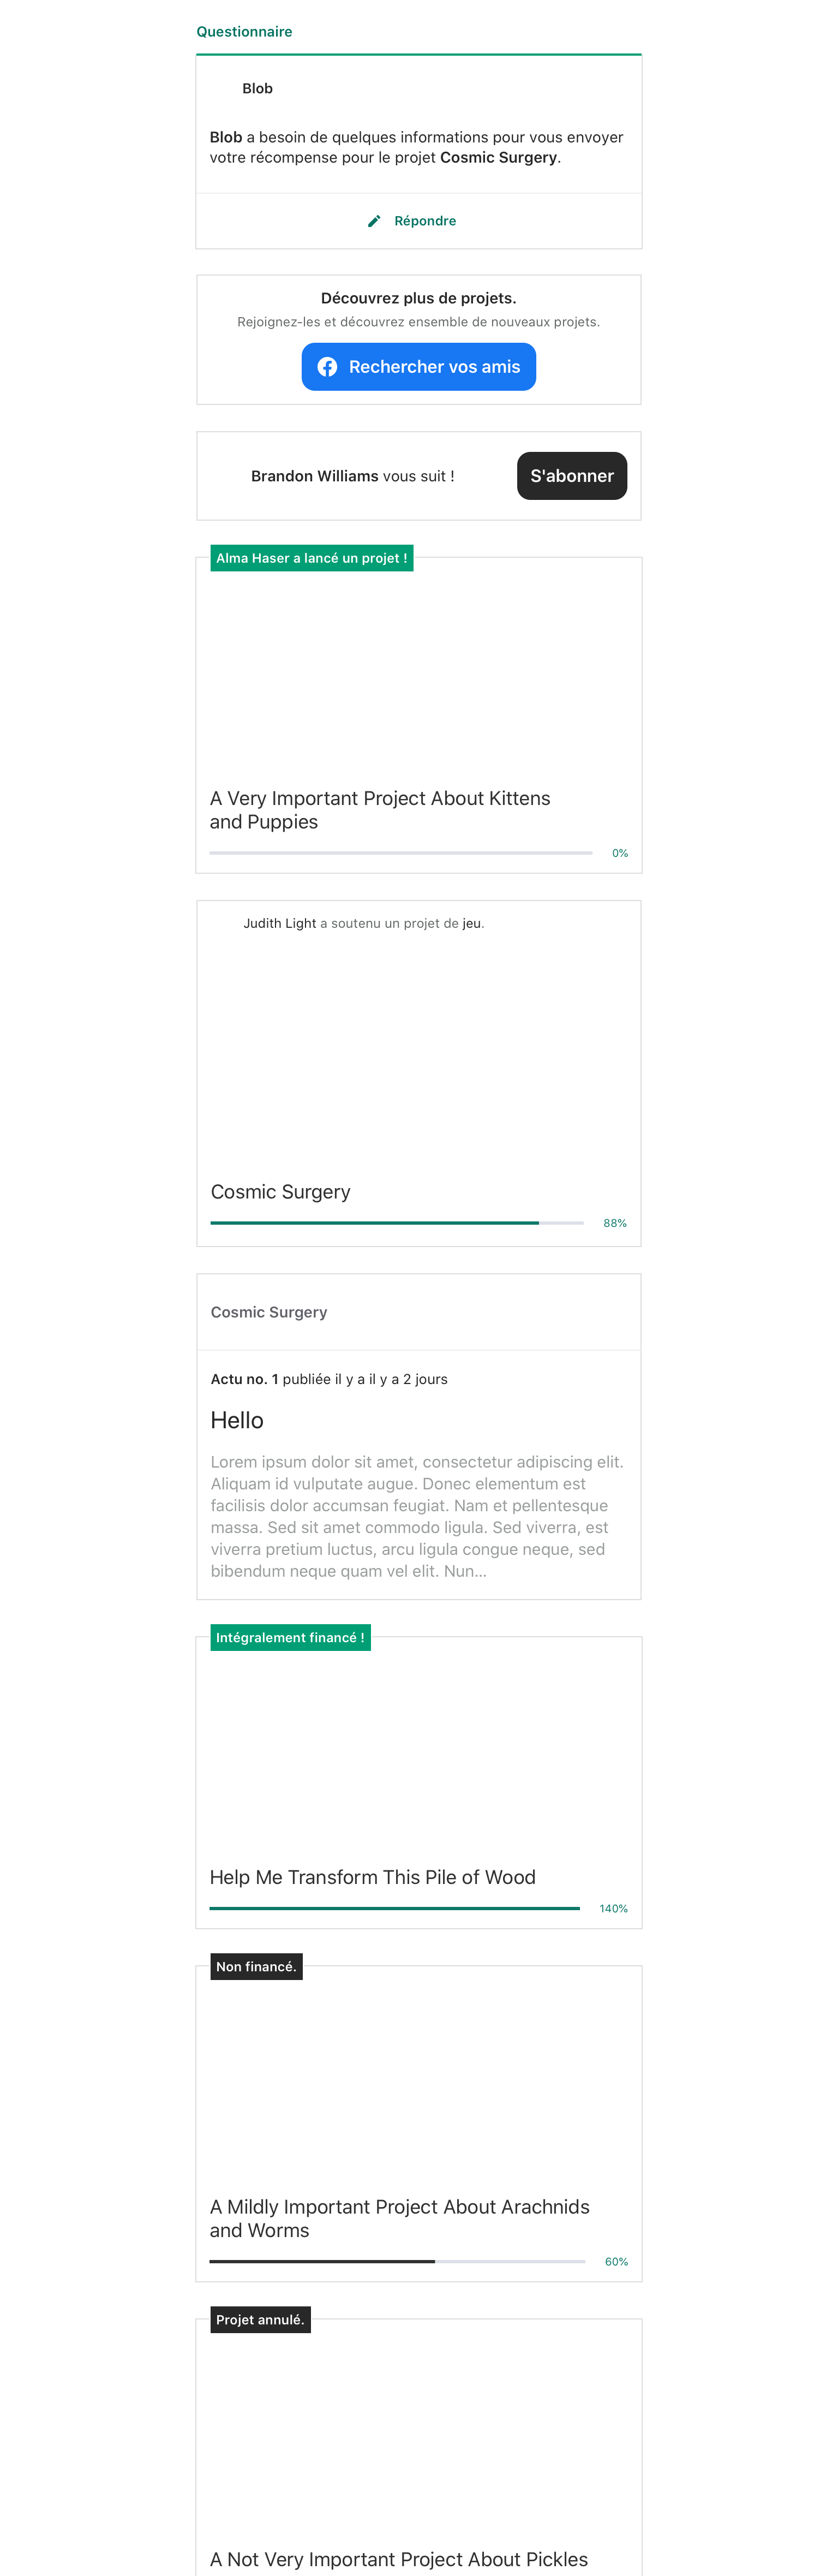 Questionnaire
Blob
Blob a besoin de quelques informations pour vous envoyer
votre récompense pour le projet Cosmic Surgery.
Répondre
Découvrez plus de projets.
Rejoignez-les et découvrez ensemble de nouveaux projets.
Rechercher vos amis
Brandon Williams vous suit !
S'abonner
Alma Haser a lancé un projet !
A Very Important Project About Kittens
and Puppies
0%
Judith Light a soutenu un projet de jeu.
Cosmic Surgery
88%
Cosmic Surgery
Actu no. 1 publiée il y a il y a 2 jours
Hello
Lorem ipsum dolor sit amet, consectetur adipiscing elit.
Aliquam id vulputate augue. Donec elementum est
facilisis dolor accumsan feugiat. Nam et pellentesque
massa. Sed sit amet commodo ligula. Sed viverra, est
viverra pretium luctus, arcu ligula congue neque, sed
bibendum neque quam vel elit. Nun...
Intégralement financé !
Help Me Transform This Pile of Wood
140%
Non financé.
A Mildly Important Project About Arachnids
and Worms
60%
Projet annulé.
A Not Very Important Project About Pickles